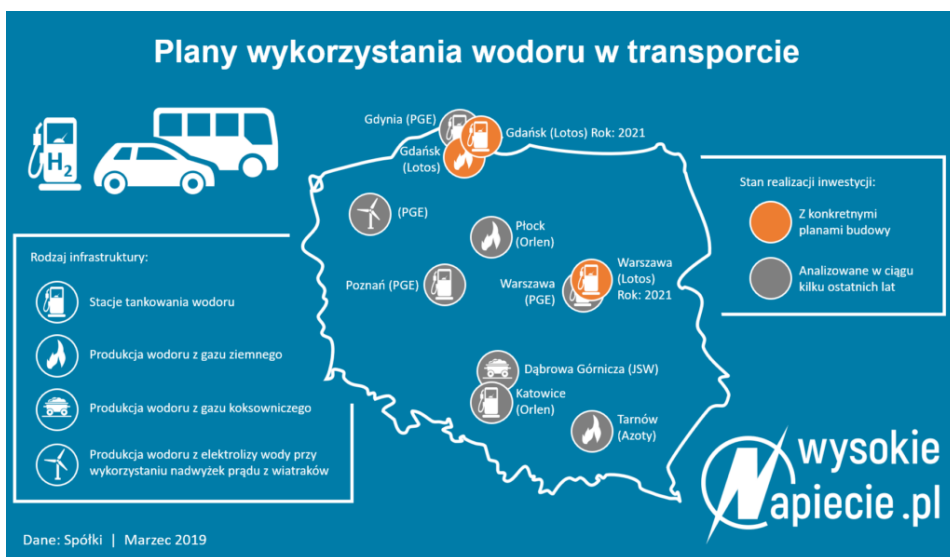 Plany wykorzystania wodoru w transporcie
H2
Gdynia (PGE)
Gdańsk (Lotos) Rok: 2021
Gdańsk
(Lotos)
(PGE)
Płock
(Orlen)
Poznań (PGE)
Warszawa
(PGE)
Warszawa
(Lotos)
Rok: 2021
Dąbrowa Górnicza (JSW)
Katowice
(Orlen)
Tarnów
(Azoty)
Stan realizacji inwestycji:
Z konkretnymi
planami budowy
Analizowane w ciągu
kilku ostatnich lat
Rodzaj infrastruktury:
Stacje tankowania wodoru
Produkcja wodoru z gazu ziemnego
Produkcja wodoru z gazu koksowniczego
Produkcja wodoru z elektrolizy wody przy
wykorzystaniu nadwyżek prądu z wiatraków
wysokie
Napiecie.pl
Dane: Spółki | Marzec 2019